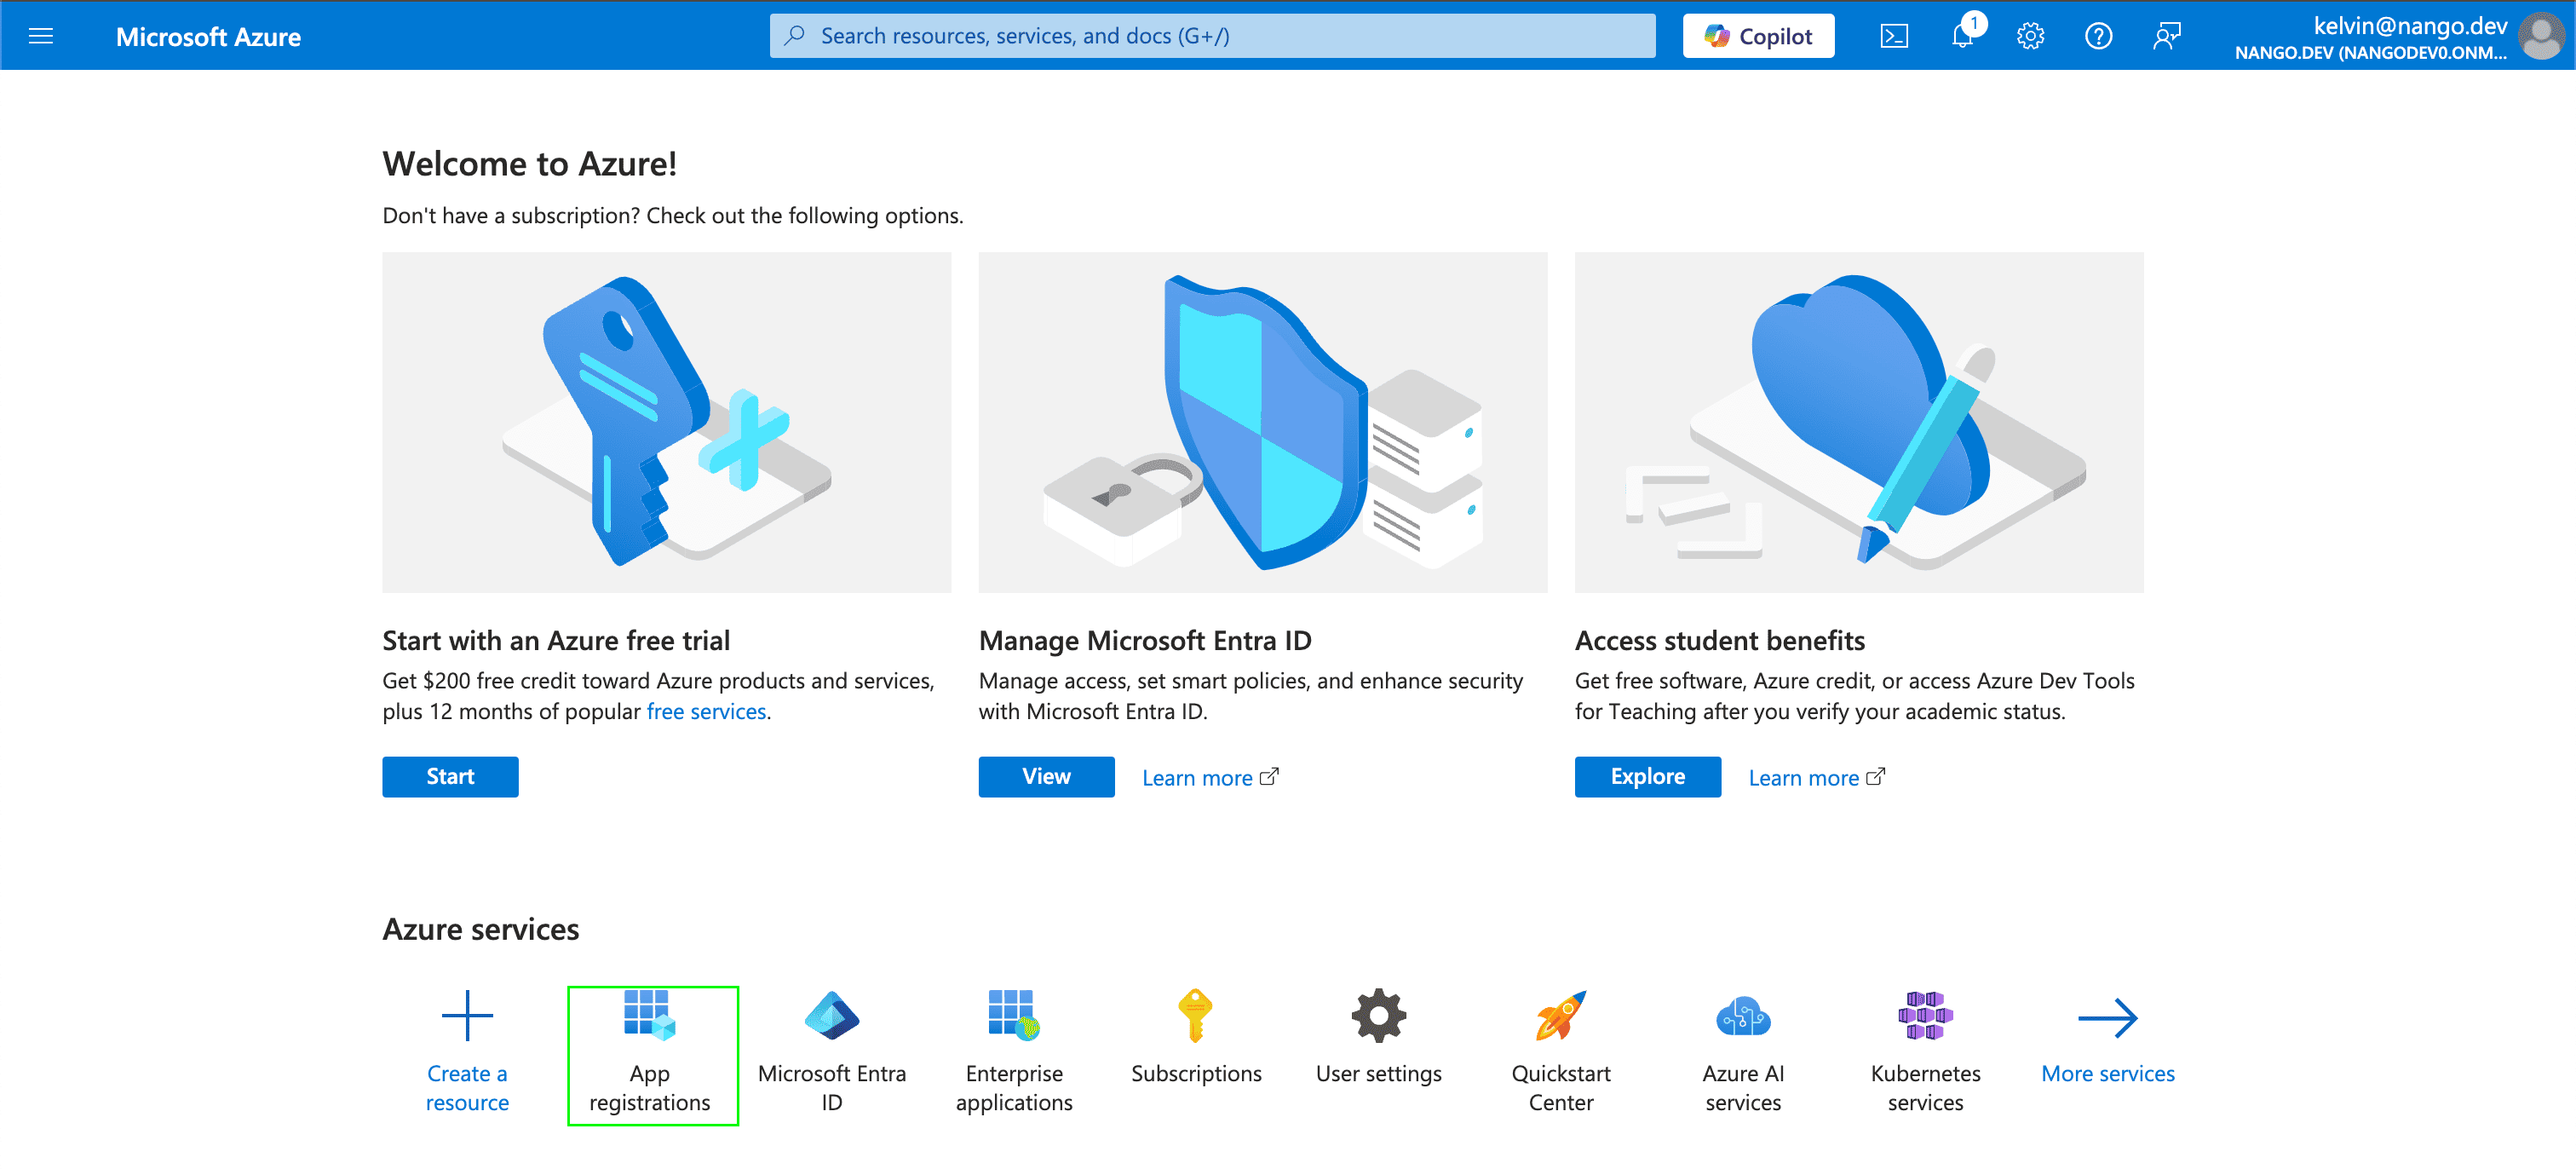 Microsoft Azure
Search resources, services, and docs (G+/)
Copilot
1
kelvin@nango.dev
NANGO.DEV (NANGODEV0.ONM...
Welcome to Azure!
Don't have a subscription? Check out the following options.
Start with an Azure free trial
Get $200 free credit toward Azure products and services,
plus 12 months of popular free services.
Start
Manage Microsoft Entra ID
Manage access, set smart policies, and enhance security
with Microsoft Entra ID.
View
Learn more
Access student benefits
Get free software, Azure credit, or access Azure Dev Tools
for Teaching after you verify your academic status.
Explore
Learn more
Azure services
Create a
resource
App
registrations
Microsoft Entra
ID
Enterprise
applications
Subscriptions
User settings
Quickstart
Center
Azure AI
services
Kubernetes
services
More services